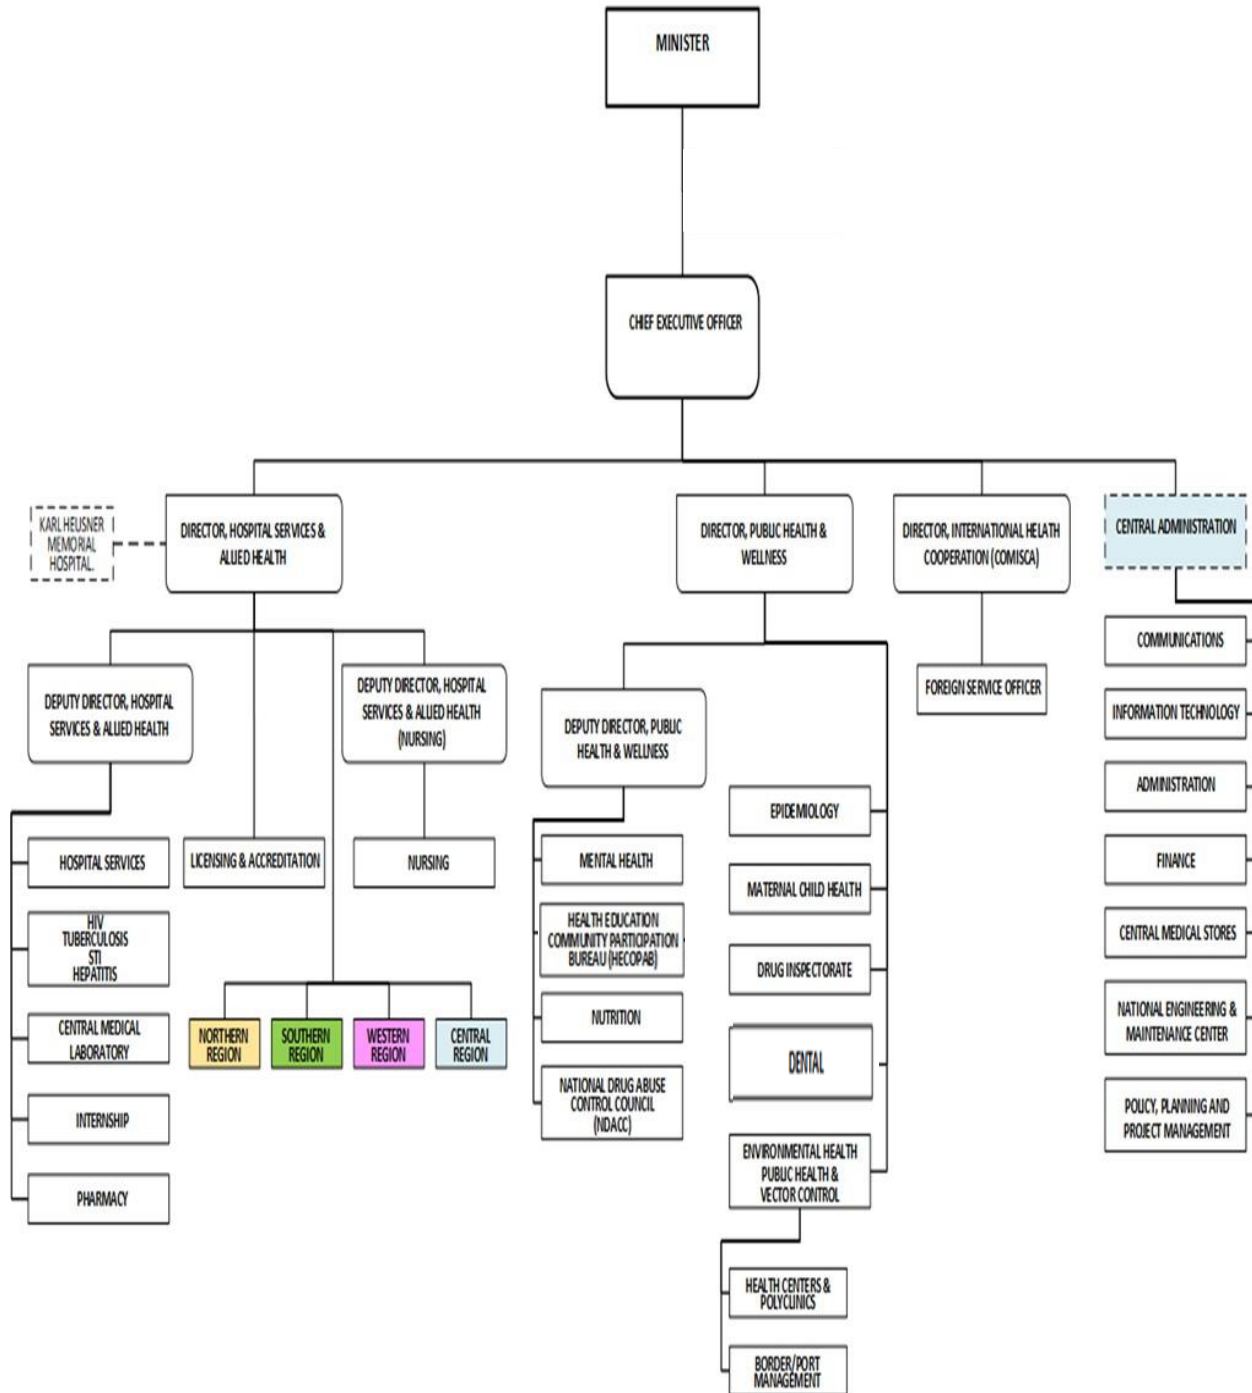 MINISTER
CHIEF EXECUTIVE OFFICER
KARL HEUSNER
MEMORIAL
HOSPITAL.
DIRECTOR, HOSPITAL SERVICES &
ALLIED HEALTH
DIRECTOR, PUBLIC HEALTH &
WELLNESS
DIRECTOR, INTERNATIONAL HELATH
COOPERATION (COMISCA)
CENTRAL ADMINISTRATION
DEPUTY DIRECTOR, HOSPITAL
SERVICES & ALLIED HEALTH
DEPUTY DIRECTOR, HOSPITAL
SERVICES & ALLIED HEALTH
(NURSING)
DEPUTY DIRECTOR, PUBLIC
HEALTH & WELLNESS
FOREIGN SERVICE OFFICER
HOSPITAL SERVICES
HIV
TUBERCULOSIS
STI
HEPATITIS
CENTRAL MEDICAL
LABORATORY
INTERNSHIP
PHARMACY
LICENSING & ACCREDITATION
NURSING
NORTHERN
REGION
SOUTHERN
REGION
WESTERN
REGION
CENTRAL
REGION
MENTAL HEALTH
HEALTH EDUCATION
COMMUNITY PARTICIPATION
BUREAU (HECOPAB)
NUTRITION
NATIONAL DRUG ABUSE
CONTROL COUNCIL
(NDACC)
EPIDEMIOLOGY
MATERNAL CHILD HEALTH
DRUG INSPECTORATE
DENTAL
ENVIRONMENTAL HEALTH
PUBLIC HEALTH &
VECTOR CONTROL
HEALTH CENTERS &
POLYCLINICS
BORDER/PORT
MANAGEMENT
COMMUNICATIONS
INFORMATION TECHNOLOGY
ADMINISTRATION
FINANCE
CENTRAL MEDICAL STORES
NATIONAL ENGINEERING &
MAINTENANCE CENTER
POLICY, PLANNING AND
PROJECT MANAGEMENT